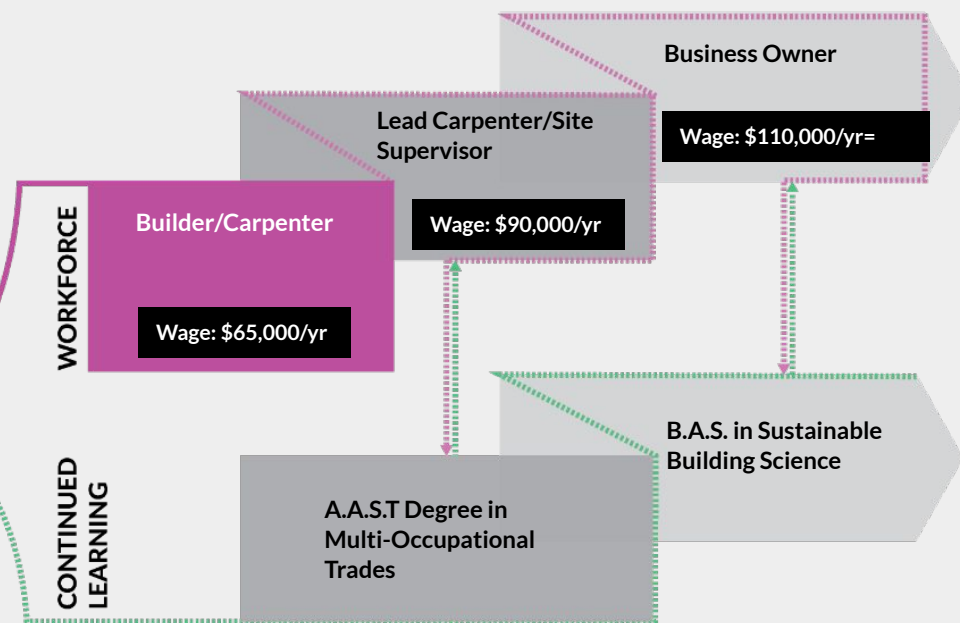 Business Owner
Wage: $110,000/yr=
Lead Carpenter/Site
Supervisor
Wage: $90,000/yr
WORKFORCE
Builder/Carpenter
Wage: $65,000/yr
B.A.S. in Sustainable
Building Science
CONTINUED
LEARNING
A.A.S.T Degree in
Multi-Occupational
Trades